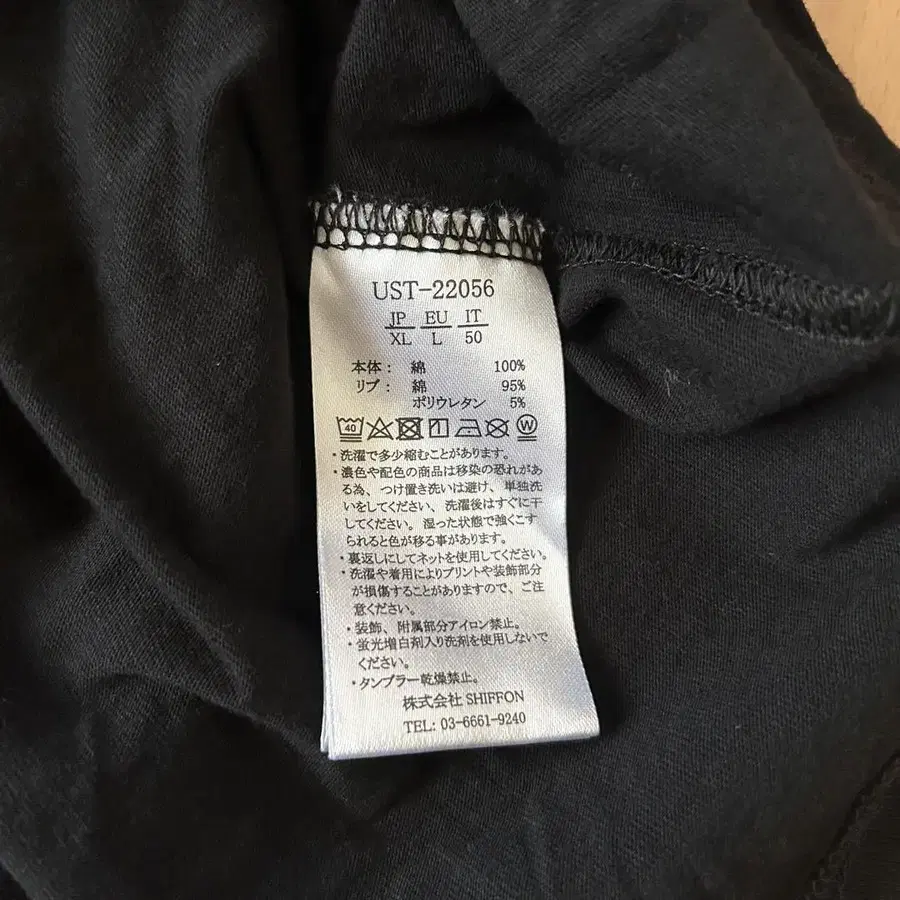 UST-22056
JP EU IT
XL L 50
本体: 綿 100%
リブ: 綿 95%
ポリウレタン 5%
40 W
・洗濯で多少縮むことがあります。
・濃色や配色の商品は移染の恐れがあ
る為、つけ置き洗いは避け、単独洗
いをしてください、洗濯後はすぐに干
してください。湿った状態で強くこす
られると色が移る事があります。
・裏返しにしてネットを使用してください。
・洗濯や着用によりプリントや装飾部分
が損傷することがありますので、ご注
意ください。
・装飾、附属部分アイロン禁止。
・蛍光増白剤入り洗剤を使用しないで
ください。
・タンブラー乾燥禁止。
株式会社 SHIFFON
TEL: 03-6661-9240